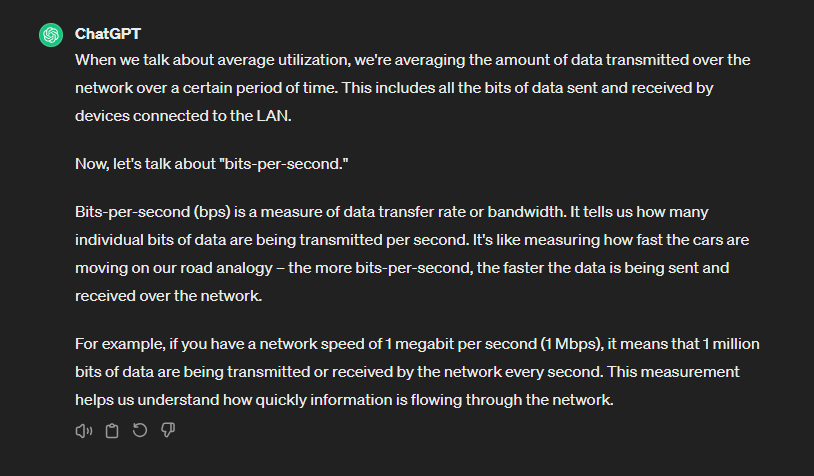 ChatGPT
When we talk about average utilization, we're averaging the amount of data transmitted over the
network over a certain period of time. This includes all the bits of data sent and received by
devices connected to the LAN.
Now, let's talk about "bits-per-second."
Bits-per-second (bps) is a measure of data transfer rate or bandwidth. It tells us how many
individual bits of data are being transmitted per second. It's like measuring how fast the cars are
moving on our road analogy – the more bits-per-second, the faster the data is being sent and
received over the network.
For example, if you have a network speed of 1 megabit per second (1 Mbps), it means that 1 million
bits of data are being transmitted or received by the network every second. This measurement
helps us understand how quickly information is flowing through the network.